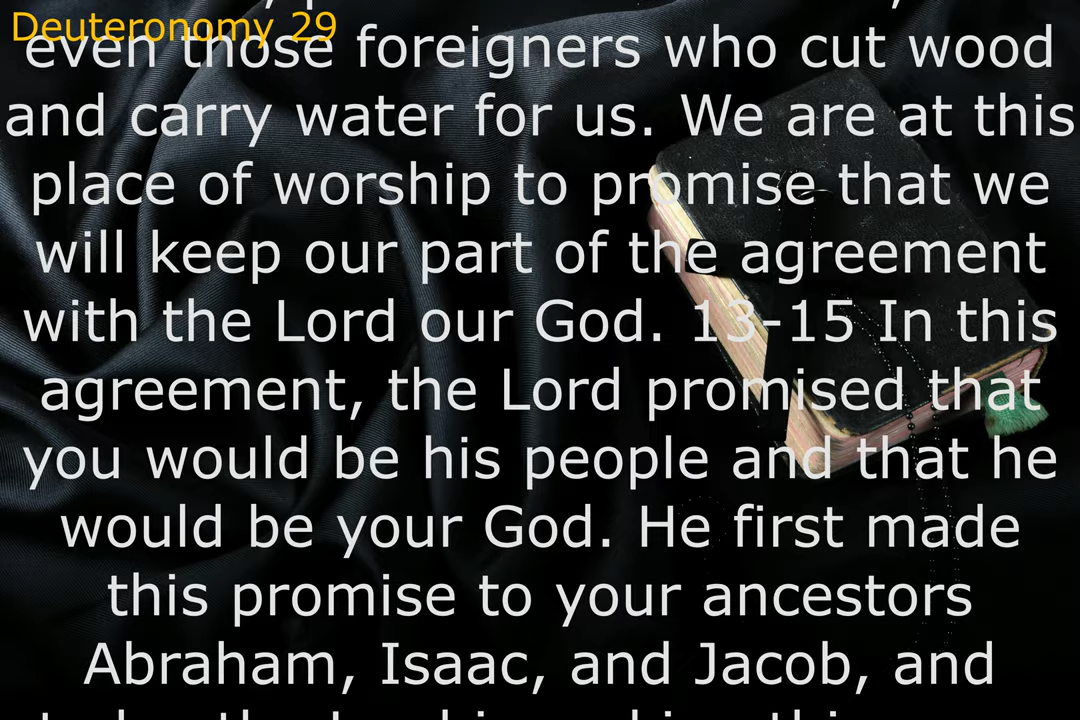 Deuteronomy 29
even those foreigners who cut wood
and carry water for us. We are at this
place of worship to promise that we
will keep our part of the agreement
with the Lord our God. 13-15 In this
agreement, the Lord promised that
you would be his people and that he
would be your God. He first made
this promise to your ancestors
Abraham, Isaac, and Jacob, and